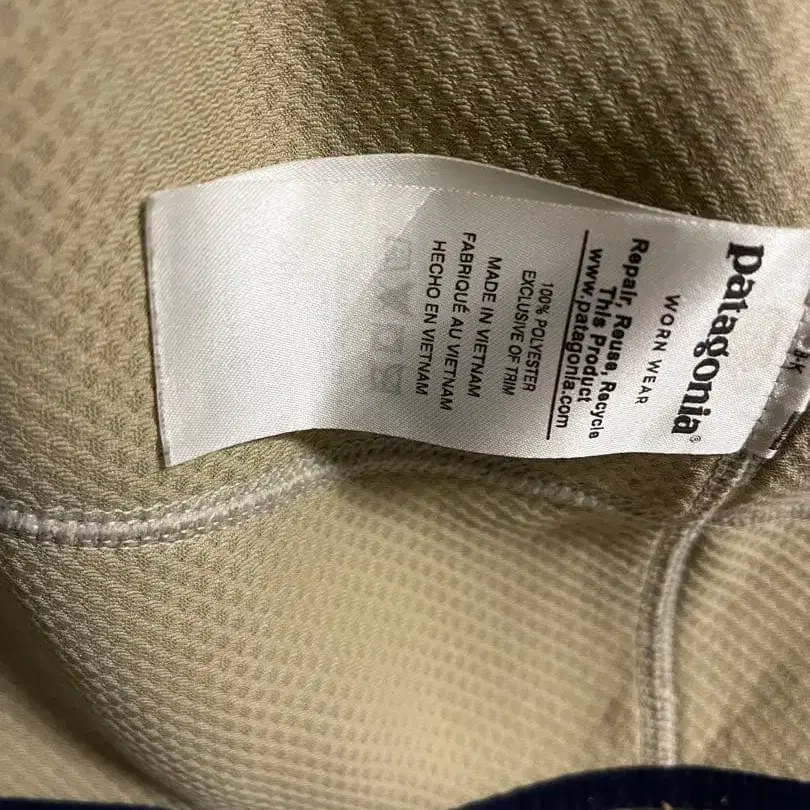 patagonia®
WORN WEAR
Repair, Reuse, Recycle
This Product
www.patagonia.com
100% POLYESTER
EXCLUSIVE OF TRIM
MADE IN VIETNAM
FABRIQUÉ AU VIETNAM
HECHO EN VIETNAM